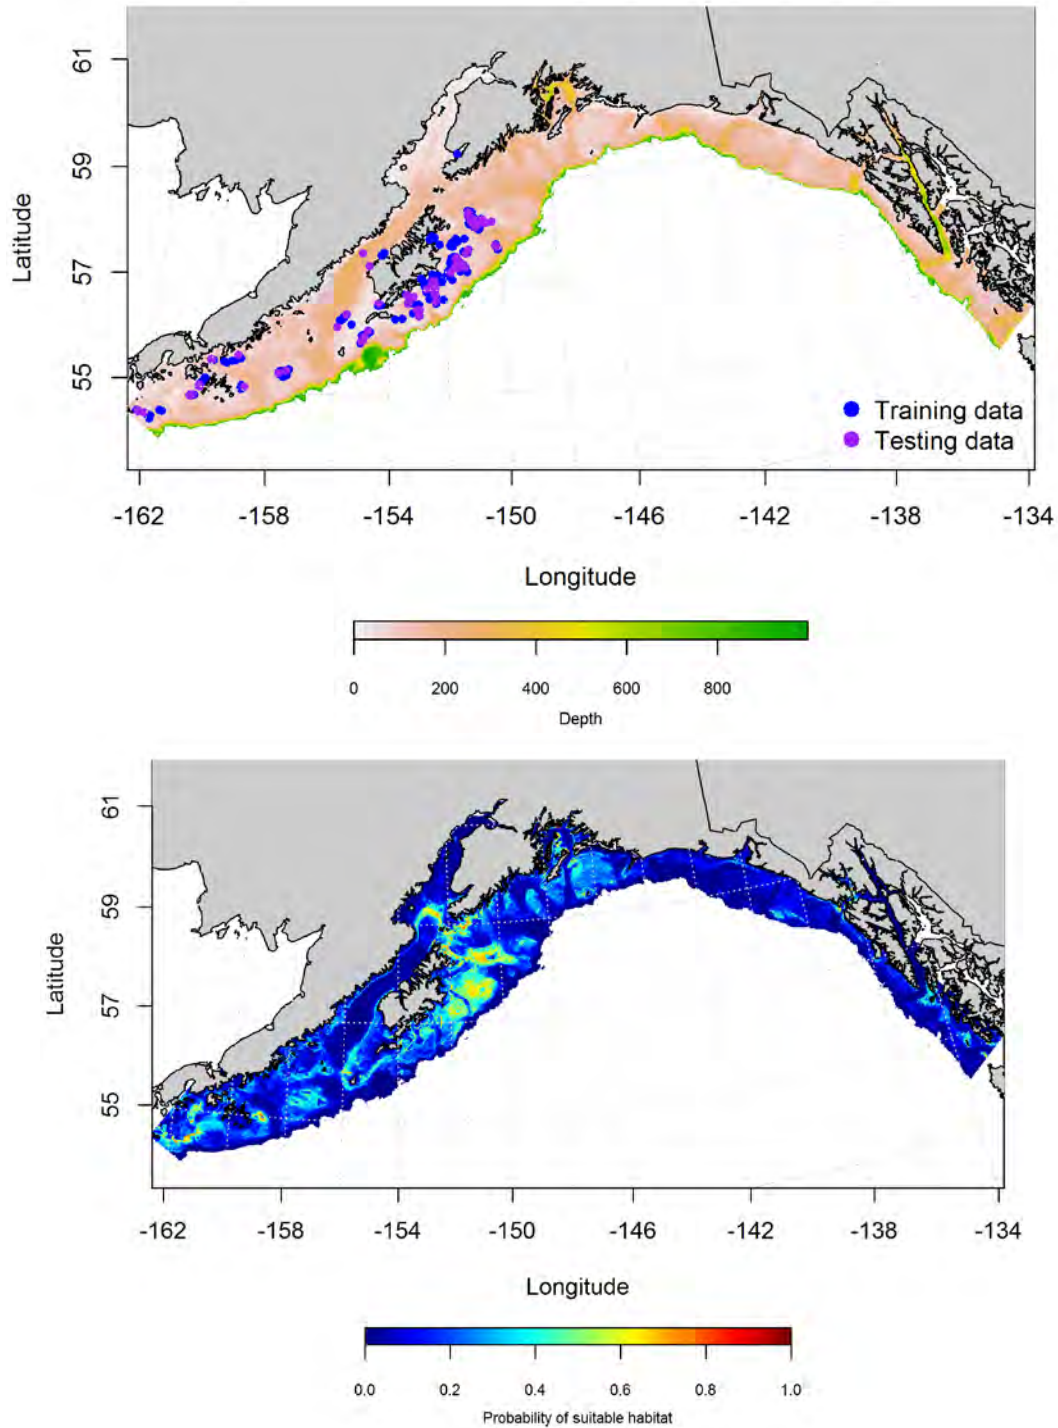 61
59
57
55
Latitude
Training data
Testing data
-162 -158 -154 -150 -146 -142 -138 -134
Longitude
0 200 400 600 800
Depth
61
59
57
55
Latitude
-162 -158 -154 -150 -146 -142 -138 -134
Longitude
0.0 0.2 0.4 0.6 0.8 1.0
Probability of suitable habitat